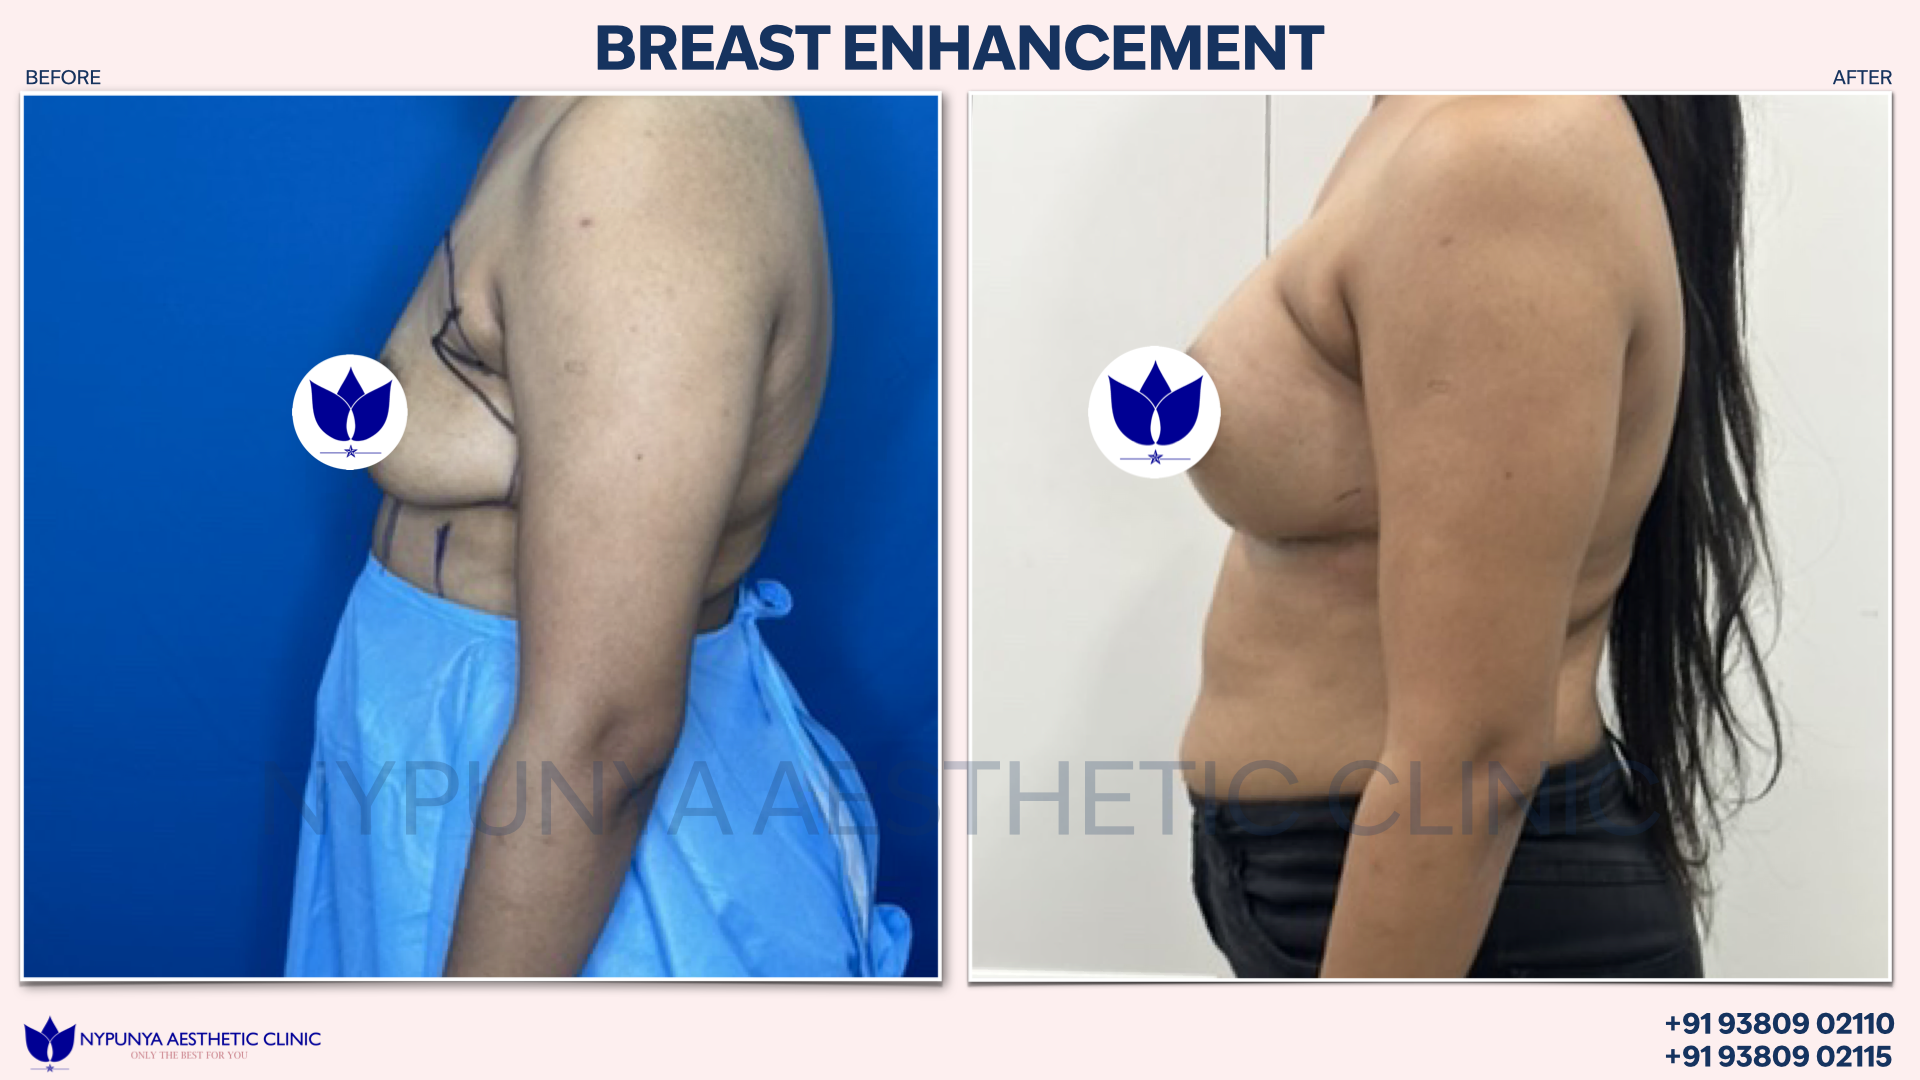 BREAST ENHANCEMENT
BEFORE
AFTER
NYPUNYA AESTHETIC CLINIC
NYPUNYA AESTHETIC CLINIC
ONLY THE BEST FOR YOU
+91 93809 02110
+91 93809 02115